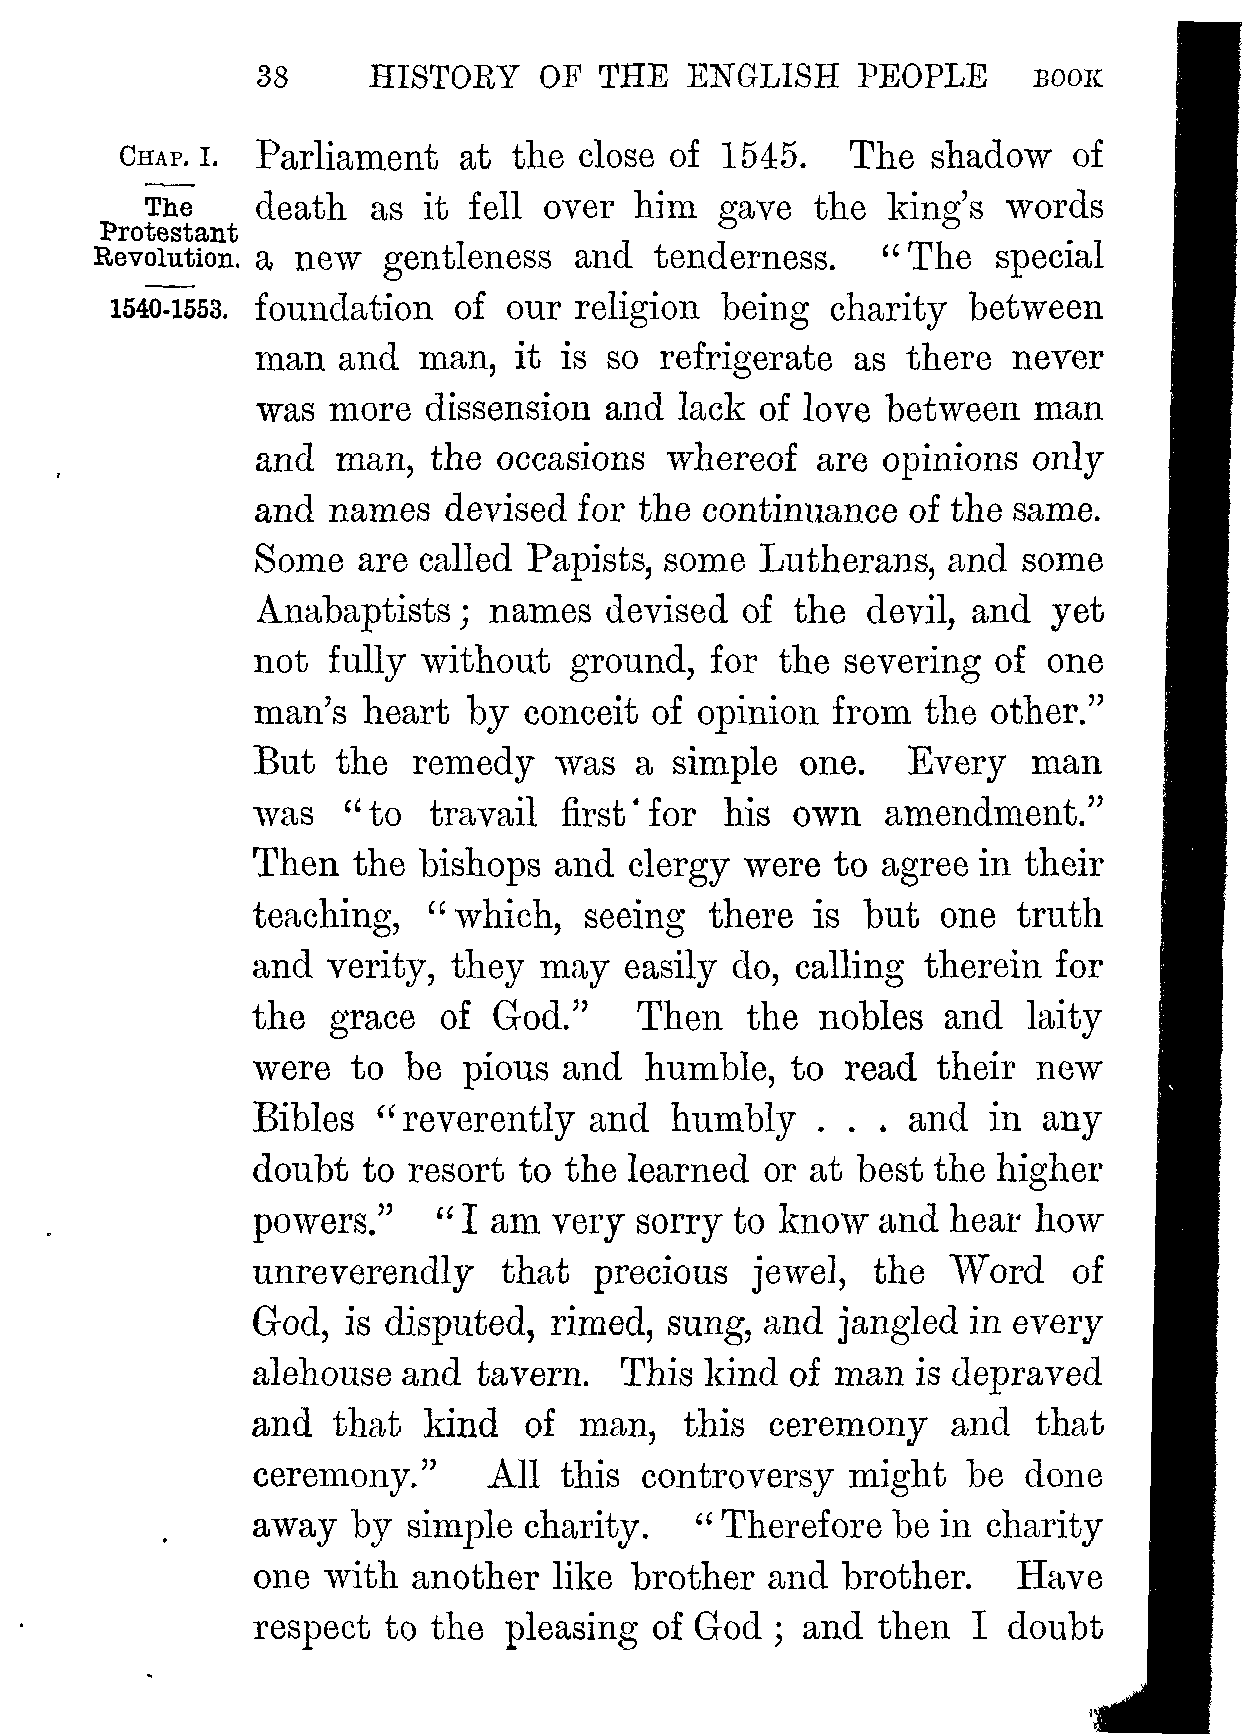 38 HISTORY OF THE ENGLISH PEOPLE BOOK
CHAP. I.
The
Protestant
Revolution.
1540-1553.
Parliament at the close of 1545. The shadow of
death as it fell over him gave the king's words
a new gentleness and tenderness. “The special
foundation of our religion being charity between
man and man, it is so refrigerate as there never
was more dissension and lack of love between man
and man, the occasions whereof are opinions only
and names devised for the continuance of the same.
Some are called Papists, some Lutherans, and some
Anabaptists; names devised of the devil, and yet
not fully without ground, for the severing of one
man's heart by conceit of opinion from the other.”
But the remedy was a simple one. Every man
was “to travail first for his own amendment.”
Then the bishops and clergy were to agree in their
teaching, “which, seeing there is but one truth
and verity, they may easily do, calling therein for
the grace of God.” Then the nobles and laity
were to be pious and humble, to read their new
Bibles “reverently and humbly . . . and in any
doubt to resort to the learned or at best the higher
powers.” “I am very sorry to know and hear how
unreverendly that precious jewel, the Word of
God, is disputed, rimed, sung, and jangled in every
alehouse and tavern. This kind of man is depraved
and that kind of man, this ceremony and that
ceremony.” All this controversy might be done
away by simple charity. “Therefore be in charity
one with another like brother and brother. Have
respect to the pleasing of God; and then I doubt